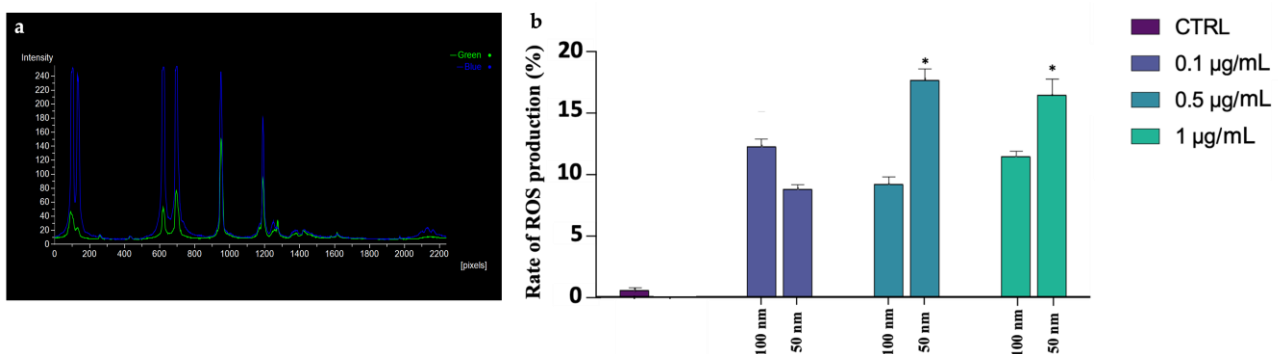 a
Intensity
Green
Blue
240
220
200
180
160
140
120
100
80
60
40
20
0
0 200 400 600 800 1000 1200 1400 1600 1800 2000 2200
[pixels]
b
Rate of ROS production (%)
20
15
10
5
0
*
*
100 nm
50 nm
100 nm
50 nm
100 nm
50 nm
CTRL
0.1 µg/mL
0.5 µg/mL
1 µg/mL